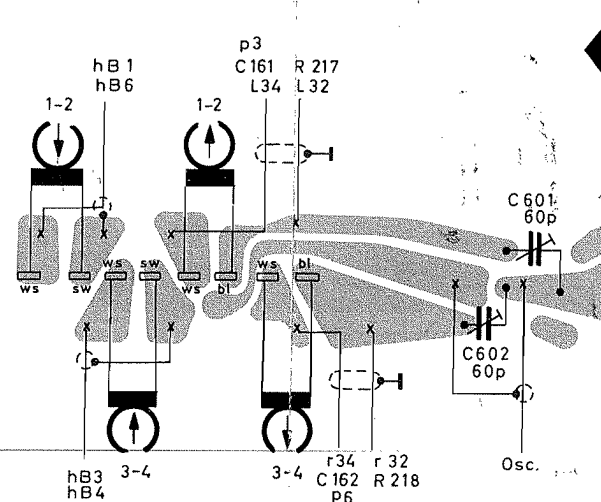 p3
hB1 C161 R 217
hB6 L34 L32
1-2 1-2
C601
60p
ws sw ws sw ws bl ws bl
C602
60p
3-4 3-4
hB3 r34 r 32 Osc.
hB4 C162 R 218
P6